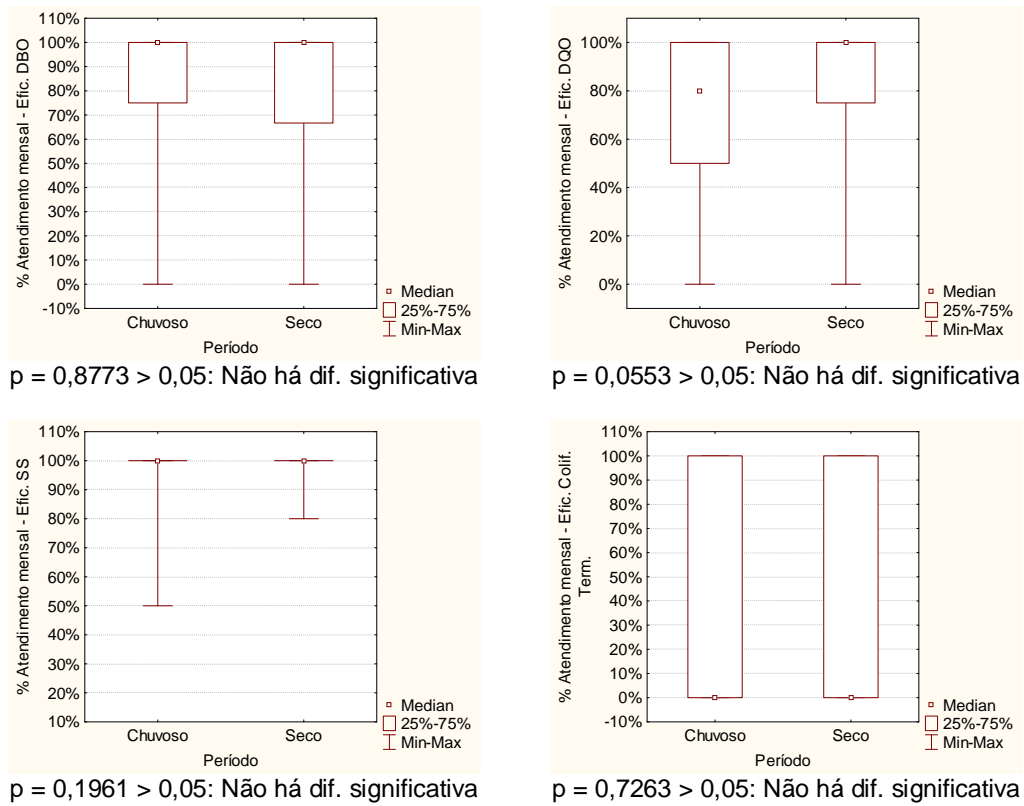 % Atendimento mensal - Efic. DBO
110%
100%
90%
80%
70%
60%
50%
40%
30%
20%
10%
0%
-10%
Chuvoso
Seco
Período
Median
25%-75%
Min-Max
p = 0,8773 > 0,05: Não há dif. significativa
% Atendimento mensal - Efic. DQO
100%
80%
60%
40%
20%
0%
Chuvoso
Seco
Período
Median
25%-75%
Min-Max
p = 0,0553 > 0,05: Não há dif. significativa
% Atendimento mensal - Efic. SS
110%
100%
90%
80%
70%
60%
50%
40%
30%
20%
10%
Chuvoso
Seco
Período
Median
25%-75%
Min-Max
p = 0,1961 > 0,05: Não há dif. significativa
% Atendimento mensal - Efic. Colif.
Term.
110%
100%
90%
80%
70%
60%
50%
40%
30%
20%
10%
0%
-10%
Chuvoso
Seco
Período
Median
25%-75%
Min-Max
p = 0,7263 > 0,05: Não há dif. significativa